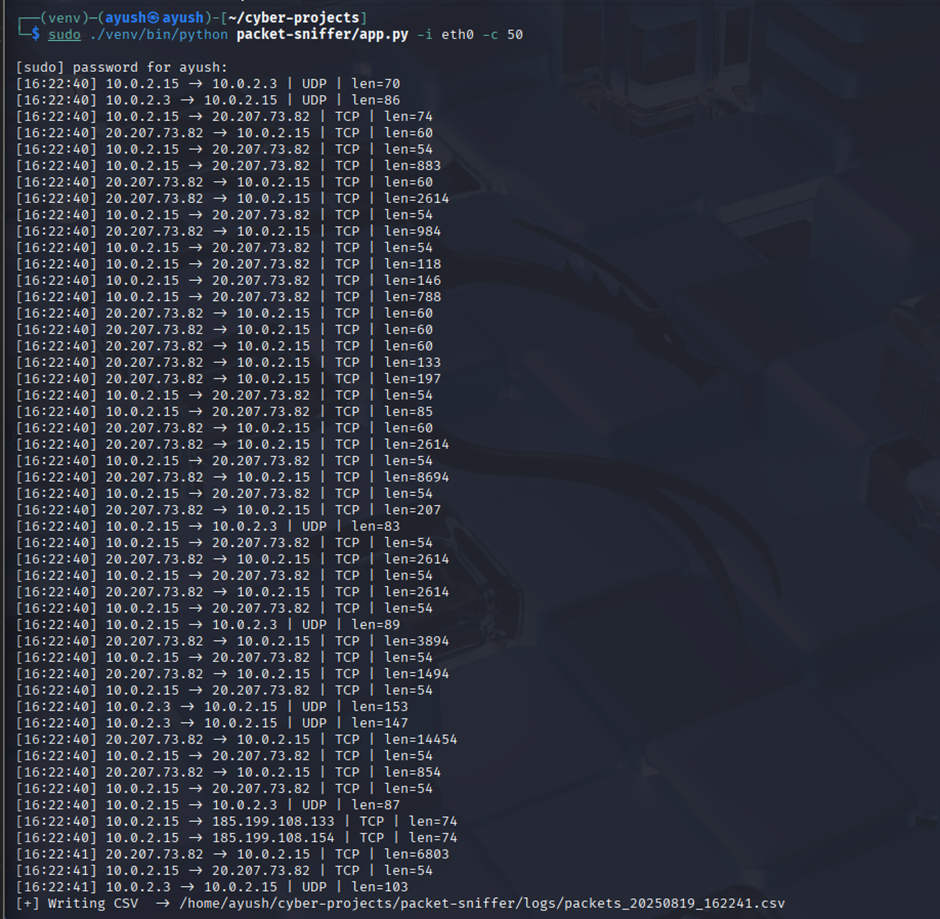 ┌──(venv)─(ayush㉿ayush)-[~/cyber-projects]
└─$ sudo ./venv/bin/python packet-sniffer/app.py -i eth0 -c 50
[sudo] password for ayush:
[16:22:40] 10.0.2.15 → 10.0.2.3 | UDP | len=70
[16:22:40] 10.0.2.3 → 10.0.2.15 | UDP | len=86
[16:22:40] 10.0.2.15 → 20.207.73.82 | TCP | len=74
[16:22:40] 20.207.73.82 → 10.0.2.15 | TCP | len=60
[16:22:40] 10.0.2.15 → 20.207.73.82 | TCP | len=54
[16:22:40] 10.0.2.15 → 20.207.73.82 | TCP | len=883
[16:22:40] 20.207.73.82 → 10.0.2.15 | TCP | len=60
[16:22:40] 20.207.73.82 → 10.0.2.15 | TCP | len=2614
[16:22:40] 10.0.2.15 → 20.207.73.82 | TCP | len=54
[16:22:40] 20.207.73.82 → 10.0.2.15 | TCP | len=984
[16:22:40] 10.0.2.15 → 20.207.73.82 | TCP | len=54
[16:22:40] 10.0.2.15 → 20.207.73.82 | TCP | len=118
[16:22:40] 10.0.2.15 → 20.207.73.82 | TCP | len=146
[16:22:40] 10.0.2.15 → 20.207.73.82 | TCP | len=788
[16:22:40] 20.207.73.82 → 10.0.2.15 | TCP | len=60
[16:22:40] 20.207.73.82 → 10.0.2.15 | TCP | len=60
[16:22:40] 20.207.73.82 → 10.0.2.15 | TCP | len=60
[16:22:40] 20.207.73.82 → 10.0.2.15 | TCP | len=133
[16:22:40] 20.207.73.82 → 10.0.2.15 | TCP | len=197
[16:22:40] 10.0.2.15 → 20.207.73.82 | TCP | len=54
[16:22:40] 10.0.2.15 → 20.207.73.82 | TCP | len=85
[16:22:40] 20.207.73.82 → 10.0.2.15 | TCP | len=60
[16:22:40] 20.207.73.82 → 10.0.2.15 | TCP | len=2614
[16:22:40] 10.0.2.15 → 20.207.73.82 | TCP | len=54
[16:22:40] 20.207.73.82 → 10.0.2.15 | TCP | len=8694
[16:22:40] 10.0.2.15 → 20.207.73.82 | TCP | len=54
[16:22:40] 20.207.73.82 → 10.0.2.15 | TCP | len=207
[16:22:40] 10.0.2.15 → 10.0.2.3 | UDP | len=83
[16:22:40] 10.0.2.15 → 20.207.73.82 | TCP | len=54
[16:22:40] 20.207.73.82 → 10.0.2.15 | TCP | len=2614
[16:22:40] 10.0.2.15 → 20.207.73.82 | TCP | len=54
[16:22:40] 20.207.73.82 → 10.0.2.15 | TCP | len=2614
[16:22:40] 10.0.2.15 → 20.207.73.82 | TCP | len=54
[16:22:40] 10.0.2.15 → 10.0.2.3 | UDP | len=89
[16:22:40] 20.207.73.82 → 10.0.2.15 | TCP | len=3894
[16:22:40] 10.0.2.15 → 20.207.73.82 | TCP | len=54
[16:22:40] 20.207.73.82 → 10.0.2.15 | TCP | len=1494
[16:22:40] 10.0.2.15 → 20.207.73.82 | TCP | len=54
[16:22:40] 10.0.2.3 → 10.0.2.15 | UDP | len=153
[16:22:40] 10.0.2.3 → 10.0.2.15 | UDP | len=147
[16:22:40] 20.207.73.82 → 10.0.2.15 | TCP | len=14454
[16:22:40] 10.0.2.15 → 20.207.73.82 | TCP | len=54
[16:22:40] 20.207.73.82 → 10.0.2.15 | TCP | len=854
[16:22:40] 10.0.2.15 → 20.207.73.82 | TCP | len=54
[16:22:40] 10.0.2.15 → 10.0.2.3 | UDP | len=87
[16:22:40] 10.0.2.15 → 185.199.108.133 | TCP | len=74
[16:22:40] 10.0.2.15 → 185.199.108.154 | TCP | len=74
[16:22:41] 20.207.73.82 → 10.0.2.15 | TCP | len=6803
[16:22:41] 10.0.2.15 → 20.207.73.82 | TCP | len=54
[16:22:41] 10.0.2.3 → 10.0.2.15 | UDP | len=103
[+] Writing CSV → /home/ayush/cyber-projects/packet-sniffer/logs/packets_20250819_162241.csv